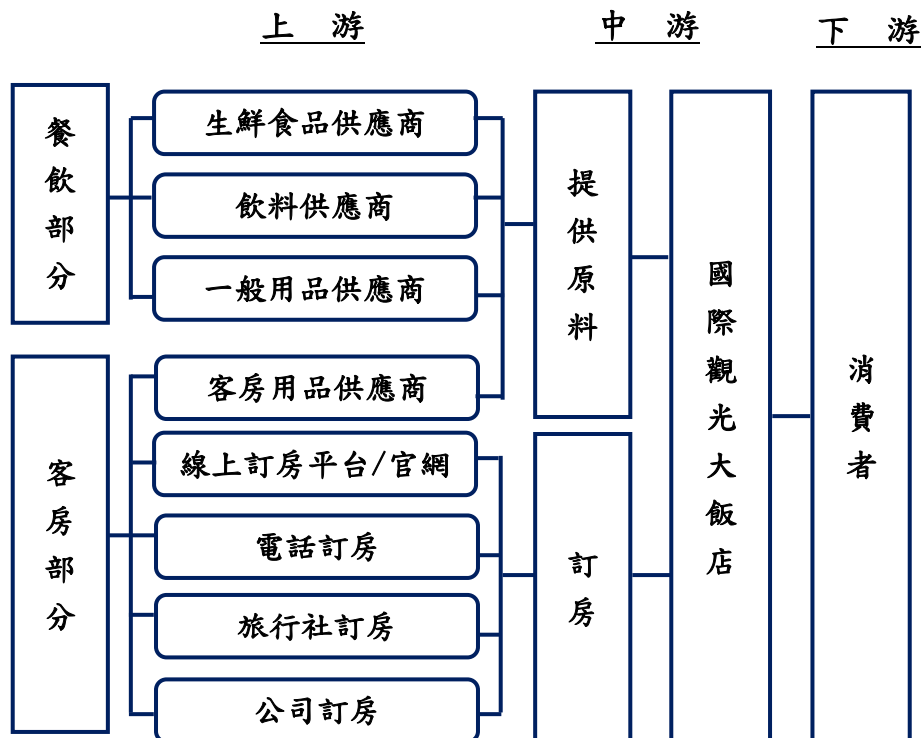 上 游
中 游
下 游
餐飲部分
生鮮食品供應商
飲料供應商
一般用品供應商
客房部分
客房用品供應商
線上訂房平台/官網
電話訂房
旅行社訂房
公司訂房
提供原料
訂房
國際觀光大飯店
消費者